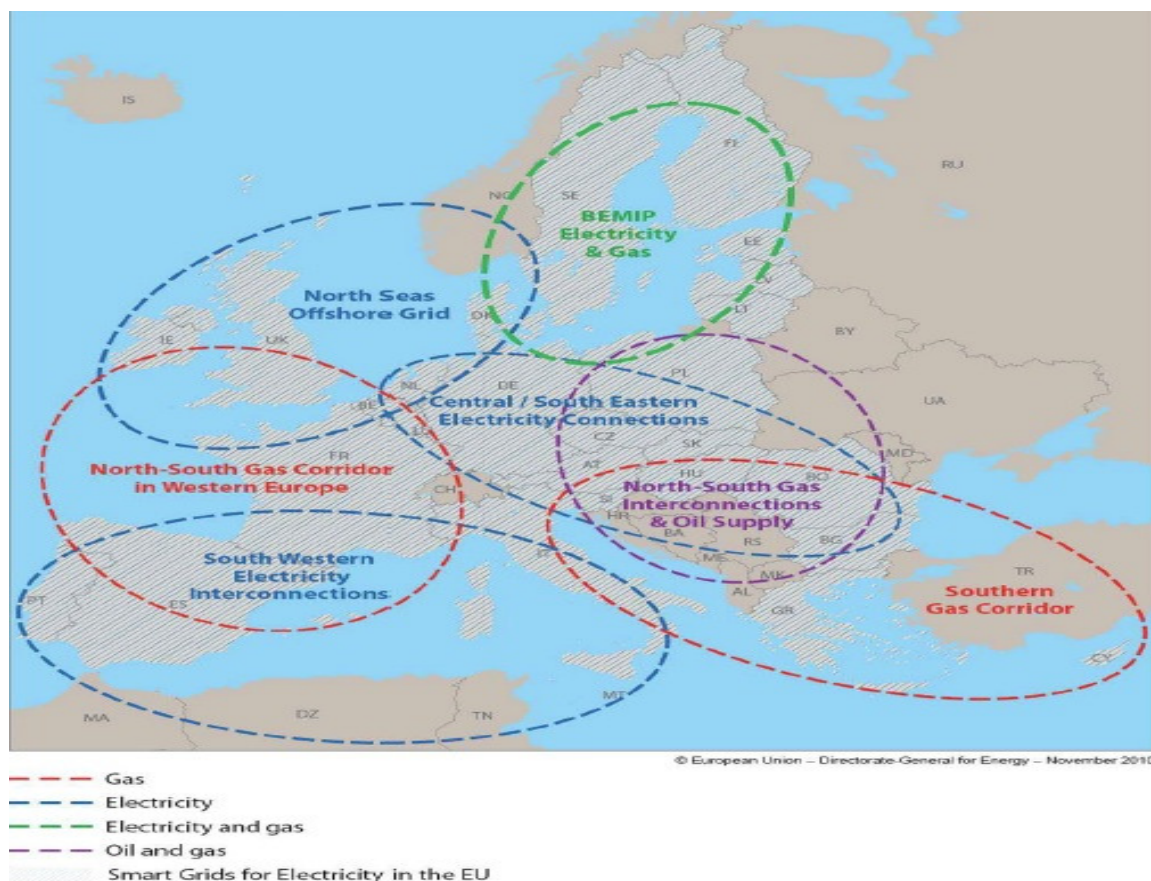 IS
RU
NO
SE
FI
BEMIP
Electricity
& Gas
EE
LV
LT
North Seas
Offshore Grid
DK
IE
UK
BY
NL
DE
PL
BE
Central / South Eastern
Electricity Connections
LU
UA
CZ
SK
FR
AT
MD
North-South Gas Corridor
in Western Europe
CH
HU
RO
North-South Gas
Interconnections
& Oil Supply
SI
HR
BA
RS
BG
IT
ME
South Western
Electricity
Interconnections
MK
AL
TR
Southern
Gas Corridor
PT
ES
GR
CY
MT
MA
DZ
TN
© European Union – Directorate-General for Energy – November 2010
Gas
Electricity
Electricity and gas
Oil and gas
Smart Grids for Electricity in the EU